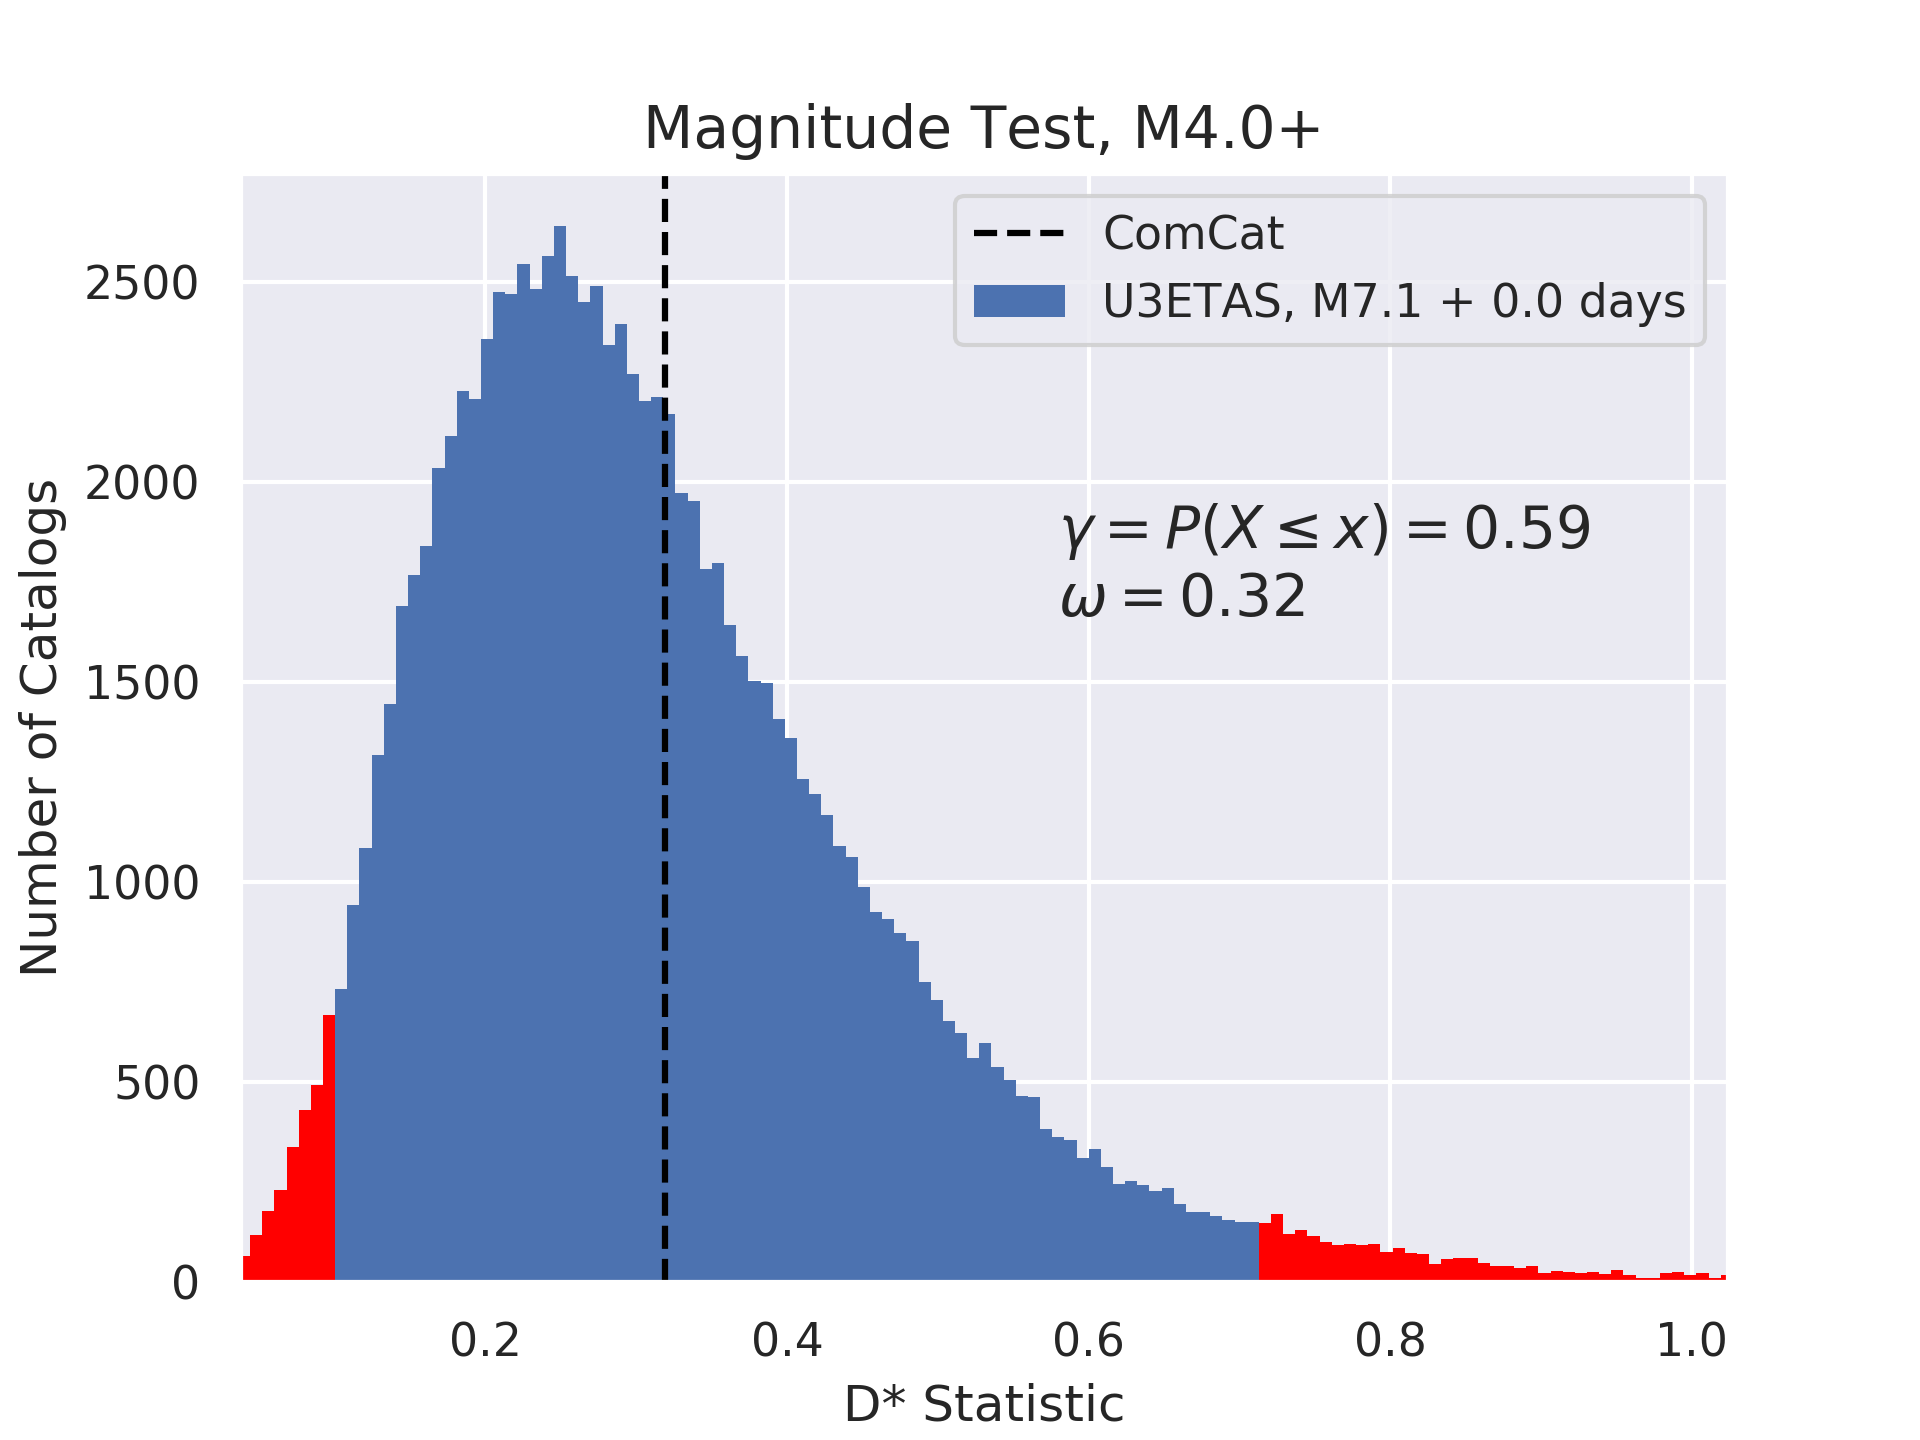 Magnitude Test, M4.0+
ComCat
U3ETAS, M7.1 + 0.0 days
γ = P(X ≤ x) = 0.59
ω = 0.32
Number of Catalogs
2500
2000
1500
1000
500
0
0.2 0.4 0.6 0.8 1.0
D* Statistic